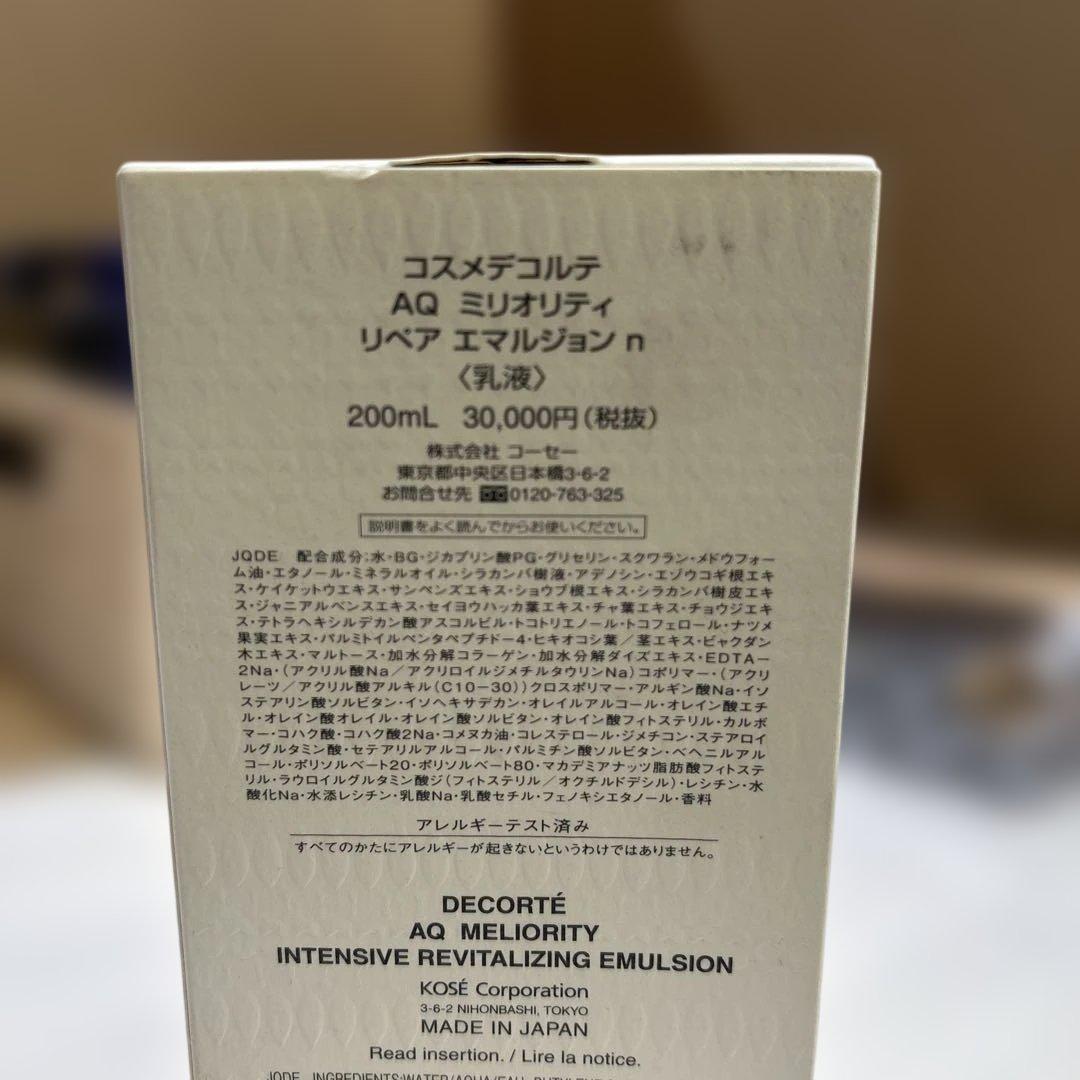 コスメデコルテ
AQ ミリオリティ
リペア エマルジョン n
〈乳液〉
200mL 30,000円(税抜)
株式会社 コーセー
東京都中央区日本橋3-6-2
お問合せ先 0120-763-325
説明書をよく読んでからお使いください。
JQDE 配合成分:水・BG・ジカプリン酸PG・グリセリン・スクワラン・メドウフォー
ム油・エタノール・ミネラルオイル・シラカンバ樹液・アデノシン・エゾウコギ根エキ
ス・ケイケットウエキス・サンペンズエキス・ショウブ根エキス・シラカンバ樹皮エキ
ス・ジャニアルベンスエキス・セイヨウハッカ葉エキス・チャ葉エキス・チョウジエキ
ス・テトラヘキシルデカン酸アスコルビル・トコトリエノール・トコフェロール・ナツメ
果実エキス・パルミトイルペンタペプチドー4・ヒキオコシ葉/茎エキス・ビャクダン
木エキス・マルトース・加水分解コラーゲン・加水分解ダイズエキス・EDTAー
2Na・(アクリル酸Na/アクリロイルジメチルタウリンNa)コポリマー・(アクリ
レーツ/アクリル酸アルキル(C10-30))クロスポリマー・アルギン酸Na・イソ
ステアリン酸ソルビタン・イソヘキサデカン・オレイルアルコール・オレイン酸エチ
ル・オレイン酸オレイル・オレイン酸ソルビタン・オレイン酸フィトステリル・カルボ
マー・コハク酸・コハク酸2Na・コメヌカ油・コレステロール・ジメチコン・ステアロイ
ルグルタミン酸・セテアリルアルコール・パルミチン酸ソルビタン・ベヘニルアル
コール・ポリソルベート20・ポリソルベート80・マカデミアナッツ脂肪酸フィトステ
リル・ラウロイルグルタミン酸ジ(フィトステリル/オクチルドデシル)・レシチン・水
酸化Na・水添レシチン・乳酸Na・乳酸セチル・フェノキシエタノール・香料
アレルギーテスト済み
すべてのかたにアレルギーが起きないというわけではありません。
DECORTÉ
AQ MELIORITY
INTENSIVE REVITALIZING EMULSION
KOSÉ Corporation
3-6-2 NIHONBASHI, TOKYO
MADE IN JAPAN
Read insertion. / Lire la notice.
JQDE INGREDIENTS:WATER/AQUA/EAU